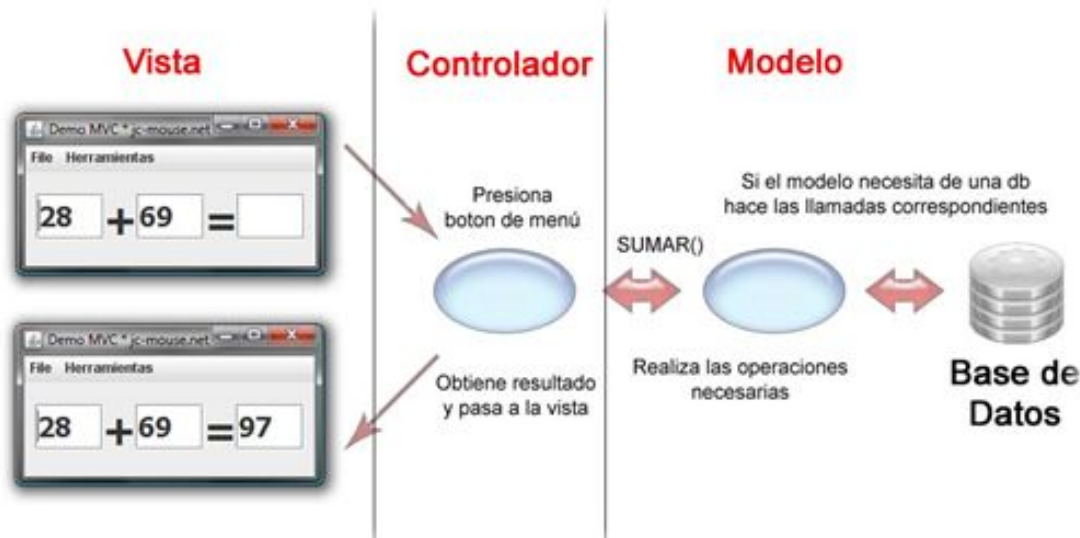 Vista
Controlador
Modelo
Demo MVC * jc-mouse.net
File Herramientas
28 + 69 =
Presiona
boton de menú
SUMAR()
Si el modelo necesita de una db
hace las llamadas correspondientes
Demo MVC * jc-mouse.net
File Herramientas
28 + 69 = 97
Obtiene resultado
y pasa a la vista
Realiza las operaciones
necesarias
Base de
Datos